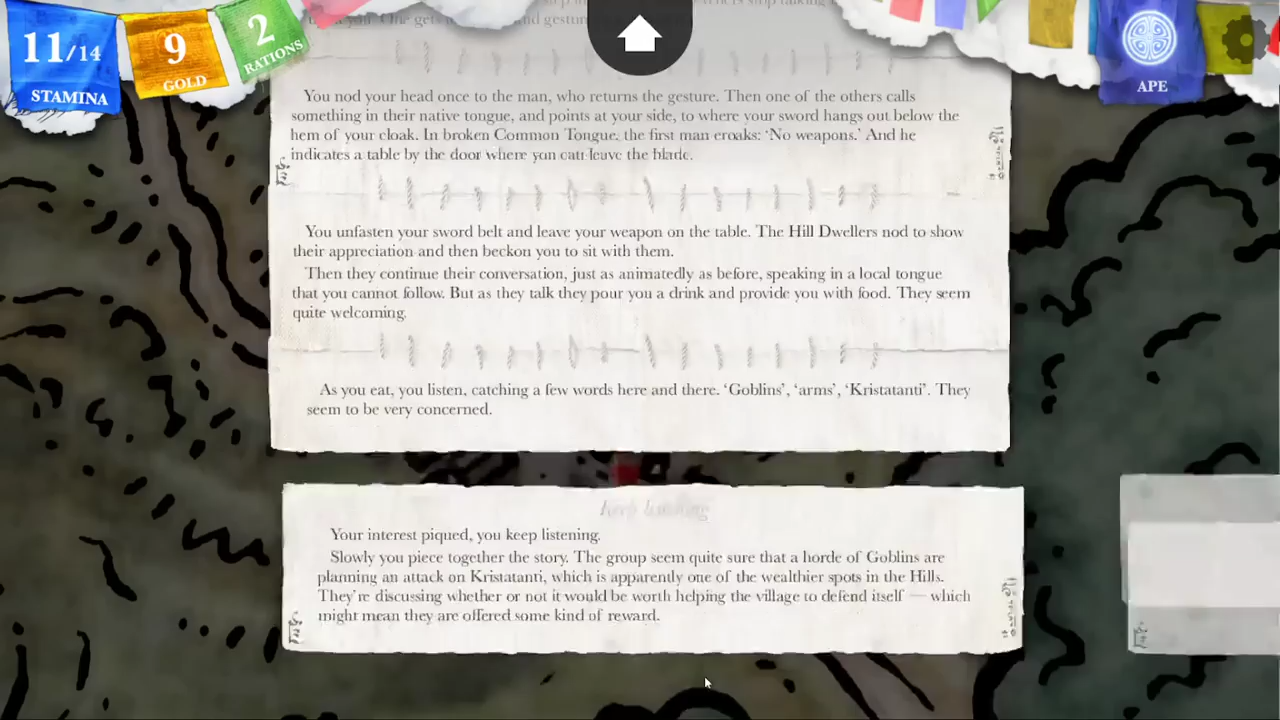 11/14
STAMINA
9
GOLD
2
RATIONS
APE
You nod your head once to the man, who returns the gesture. Then one of the others calls
something in their native tongue, and points at your side, to where your sword hangs out below the
hem of your cloak. In broken Common Tongue, the first man croaks: ‘No weapons.’ And he
indicates a table by the door where you can leave the blade.
You unfasten your sword belt and leave your weapon on the table. The Hill Dwellers nod to show
their appreciation and then beckon you to sit with them.
Then they continue their conversation, just as animatedly as before, speaking in a local tongue
that you cannot follow. But as they talk they pour you a drink and provide you with food. They seem
quite welcoming.
As you eat, you listen, catching a few words here and there. ‘Goblins’, ‘arms’, ‘Kristatanti’. They
seem to be very concerned.
Keep listening
Your interest piqued, you keep listening.
Slowly you piece together the story. The group seem quite sure that a horde of Goblins are
planning an attack on Kristatanti, which is apparently one of the wealthier spots in the Hills.
They’re discussing whether or not it would be worth helping the village to defend itself — which
might mean they are offered some kind of reward.